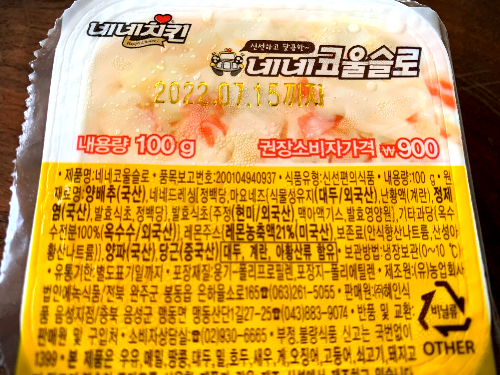 네네치킨
신선하고 달콤한~
네네코울슬로
2022.07.15까지
내용량 100 g 권장소비자가격 ₩900
• 제품명:네네코울슬로 • 품목보고번호:200104940937 • 식품유형:신선편의식품 • 내용량:100 g • 원
재료명:양배추(국산), 네네드레싱{정백당, 마요네즈(식물성유지(대두/외국산), 난황액(계란), 정제
염(국산), 발효식초, 정백당), 발효식초(주정(현미/외국산), 맥아엑기스, 발효영양원), 기타과당(옥수
수전분100%(옥수수/외국산)), 레몬주스(레몬농축액21%(미국산), 보존료(안식향산나트륨), 산성아
황산나트륨)}, 양파(국산), 당근(중국산) 대두, 계란, 아황산류 함유 • 보관방법:냉장보관(0~10 ℃)
• 유통기한:별도표기일까지 • 포장재질:용기-폴리프로필렌, 포장지-폴리에틸렌 • 제조원:(유)농업회사
법인에녹식품/전북 완주군 봉동읍 은하올로 165☎(063)261-5055 • 판매원:㈜혜인식
품 음성지점/충북 음성군 맹동면 맹동산단1길 27-25☎(043)883-9074 • 반품 및 교환:
판매원 및 구입처 • 소비자상담실:☎(02)930-6665 • 부정,불량식품 신고는 국번없이
1399 • 본 제품은 우유, 메밀, 땅콩, 대두, 밀, 호두, 새우, 게, 오징어, 고등어, 쇠고기, 돼지고
비닐류
OTHER